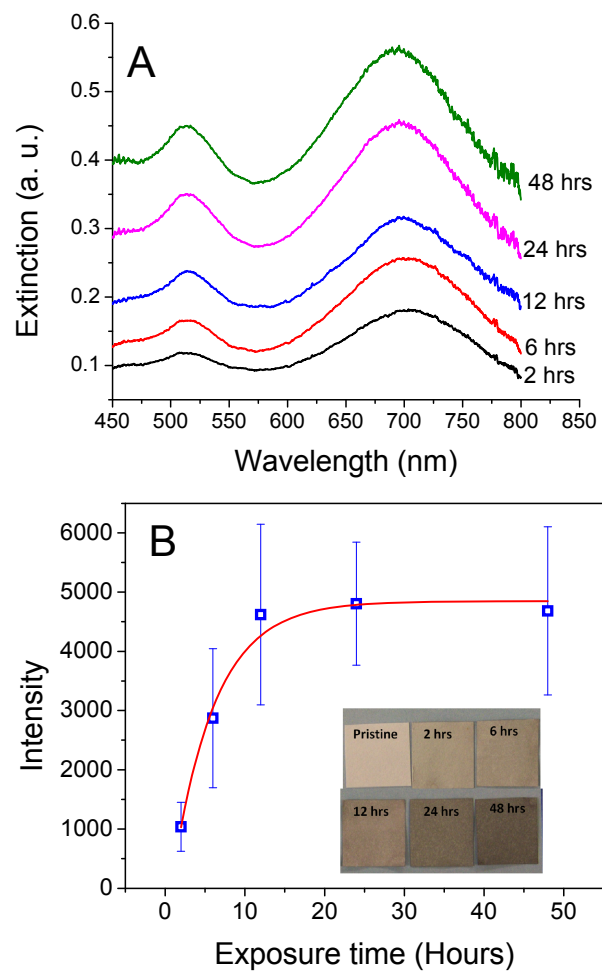 A
0.6
0.5
0.4
0.3
0.2
0.1
Extinction (a. u.)
48 hrs
24 hrs
12 hrs
6 hrs
2 hrs
450 500 550 600 650 700 750 800 850
Wavelength (nm)
B
6000
5000
4000
3000
2000
1000
0
Intensity
Pristine 2 hrs 6 hrs
12 hrs 24 hrs 48 hrs
0 10 20 30 40 50
Exposure time (Hours)